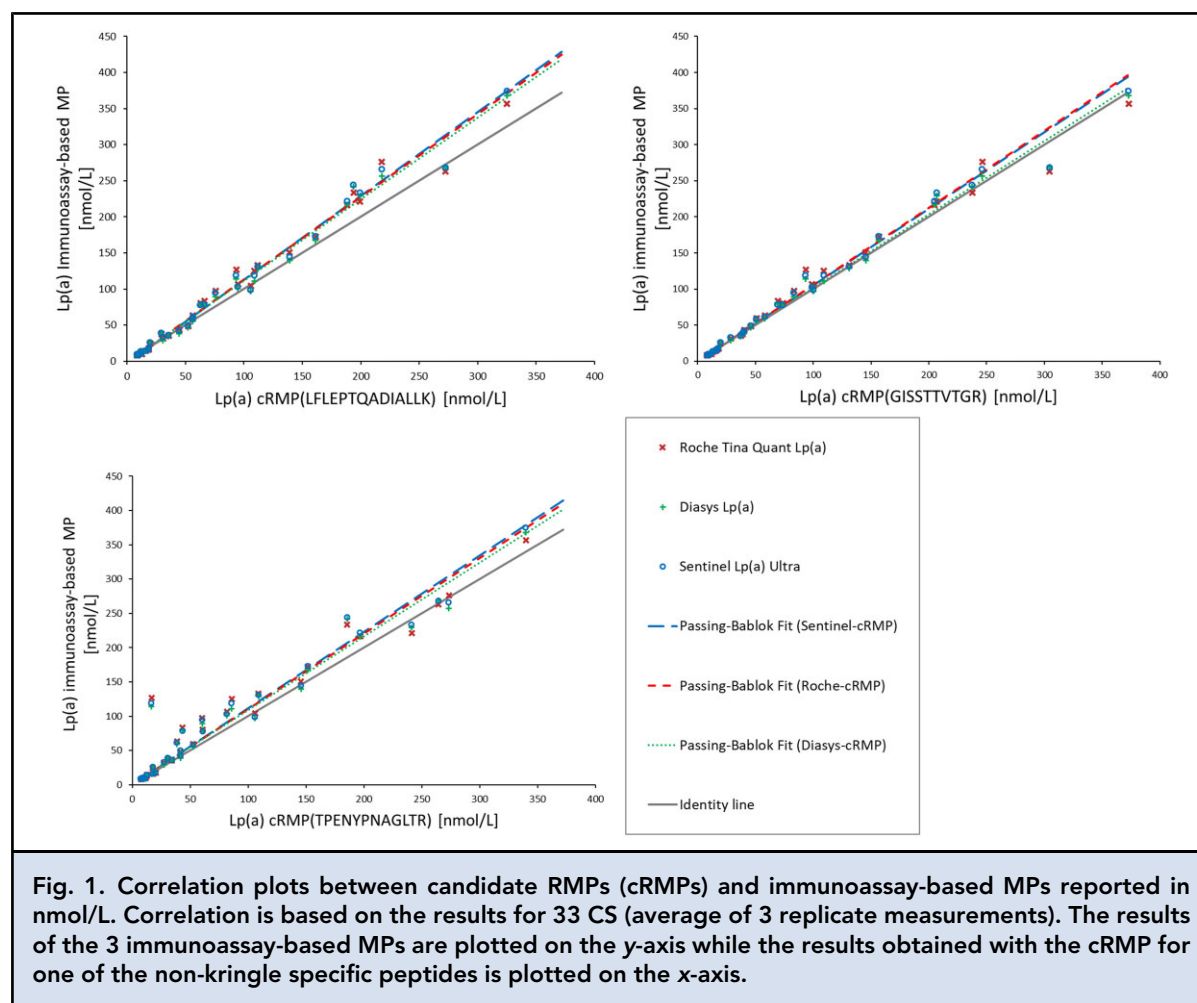 450
400
350
300
250
200
150
100
50
0
Lp(a) Immunoassay-based MP
[nmol/L]
0 50 100 150 200 250 300 350 400
Lp(a) cRMP(LFLEPTQADIALLK) [nmol/L]
450
400
350
300
250
200
150
100
50
0
Lp(a) immunoassay-based MP
[nmol/L]
0 50 100 150 200 250 300 350 400
Lp(a) cRMP(GISSTTVTGR) [nmol/L]
450
400
350
300
250
200
150
100
50
0
Lp(a) immunoassay-based MP
[nmol/L]
0 50 100 150 200 250 300 350 400
Lp(a) cRMP(TPENYPNAGLTR) [nmol/L]
Roche Tina Quant Lp(a)
Diasys Lp(a)
Sentinel Lp(a) Ultra
Passing-Bablok Fit (Sentinel-cRMP)
Passing-Bablok Fit (Roche-cRMP)
Passing-Bablok Fit (Diasys-cRMP)
Identity line
Fig. 1. Correlation plots between candidate RMPs (cRMPs) and immunoassay-based MPs reported in
nmol/L. Correlation is based on the results for 33 CS (average of 3 replicate measurements). The results
of the 3 immunoassay-based MPs are plotted on the y-axis while the results obtained with the cRMP for
one of the non-kringle specific peptides is plotted on the x-axis.